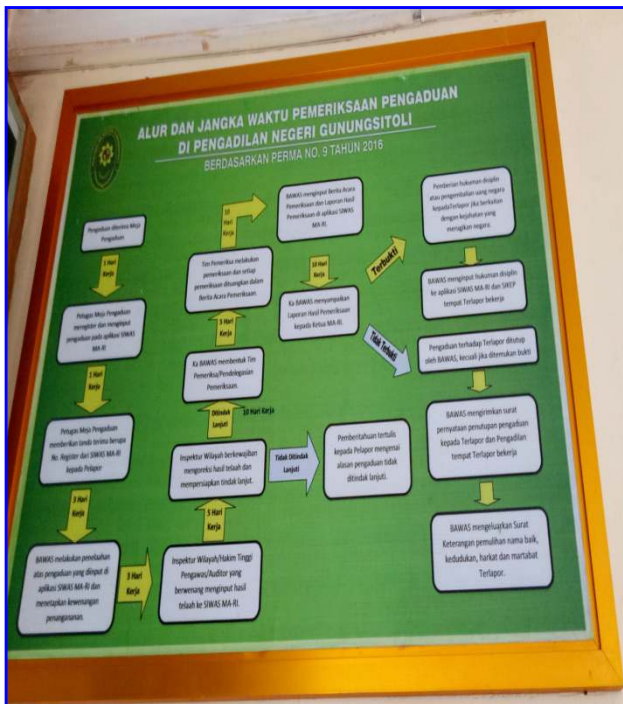 ALUR DAN JANGKA WAKTU PEMERIKSAAN PENGADUAN
DI PENGADILAN NEGERI GUNUNGSITOLI
BERDASARKAN PERMA NO. 9 TAHUN 2016
Pengaduan diterima Meja
Pengaduan
1 Hari
Kerja
Petugas Meja Pengaduan
meregister dan menginput
pengaduan pada aplikasi SIWAS
MA-RI
1 Hari
Kerja
Petugas Meja Pengaduan
memberikan tanda terima berupa
No. Register dari SIWAS MA-RI
kepada Pelapor
3 Hari
Kerja
BAWAS melakukan penelaahan
atas pengaduan yang diinput di
aplikasi SIWAS MA-RI dan
menetapkan kewenangan
penanganan.
3 Hari
Kerja
Inspektur Wilayah/Hakim Tinggi
Pengawas/Auditor yang
berwenang menginput hasil
telaah ke SIWAS MA-RI.
5 Hari
Kerja
Inspektur Wilayah berkewajiban
mengoreksi hasil telaah dan
mempersiapkan tindak lanjut.
Tidak Ditindak
Lanjuti
Pemberitahuan tertulis
kepada Pelapor mengenai
alasan pengaduan tidak
ditindak lanjuti.
Ditindak
Lanjuti
10 Hari Kerja
Ka BAWAS membentuk Tim
Pemeriksa/Pendelegasian
Pemeriksaan.
5 Hari
Kerja
Tim Pemeriksa melakukan
pemeriksaan dan setiap
pemeriksaan dituangkan dalam
Berita Acara Pemeriksaan.
10
Hari
Kerja
BAWAS menginput Berita Acara
Pemeriksaan dan Laporan Hasil
Pemeriksaan di aplikasi SIWAS
MA-RI.
10 Hari
Kerja
Ka BAWAS menyampaikan
Laporan Hasil Pemeriksaan
kepada Ketua MA-RI.
Terbukti
Pemberian hukuman disiplin
atau pengembalian uang negara
kepadaTerlapor jika berkaitan
dengan kejahatan yang
merugikan negara.
BAWAS menginput hukuman disiplin
ke aplikasi SIWAS MA-RI dan SIKEP
tempat Terlapor bekerja
Tidak Terbukti
Pengaduan terhadap Terlapor ditutup
oleh BAWAS, kecuali jika ditemukan bukti
BAWAS mengirimkan surat
pernyataan penutupan pengaduan
kepada Terlapor dan Pengadilan
tempat Terlapor bekerja
BAWAS mengeluarkan Surat
Keterangan pemulihan nama baik,
kedudukan, harkat dan martabat
Terlapor.